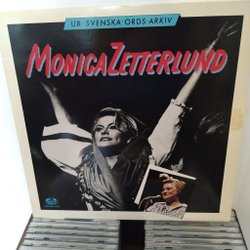 UR·SVENSKA·ORDS·ARKIV
MONICA ZETTERLUND